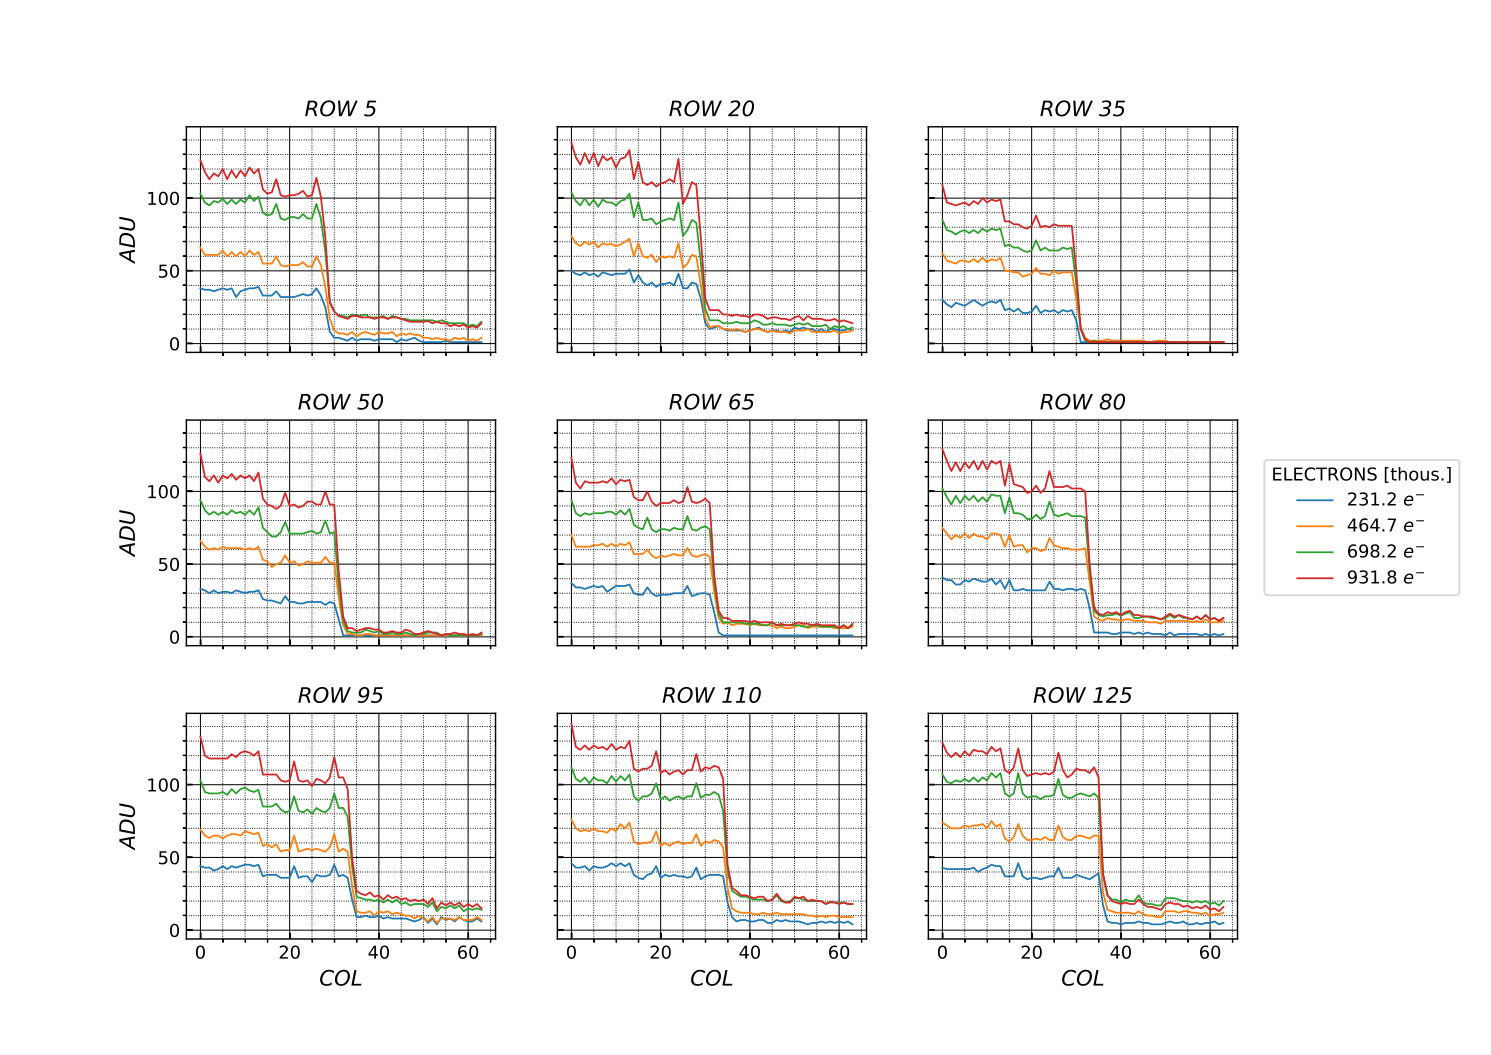 ROW 5 ROW 20 ROW 35
100
50
0
ADU
ROW 50 ROW 65 ROW 80
100
50
0
ADU
ELECTRONS [thous.]
231.2 e⁻
464.7 e⁻
698.2 e⁻
931.8 e⁻
ROW 95 ROW 110 ROW 125
100
50
0
ADU
0 20 40 60 0 20 40 60 0 20 40 60
COL COL COL